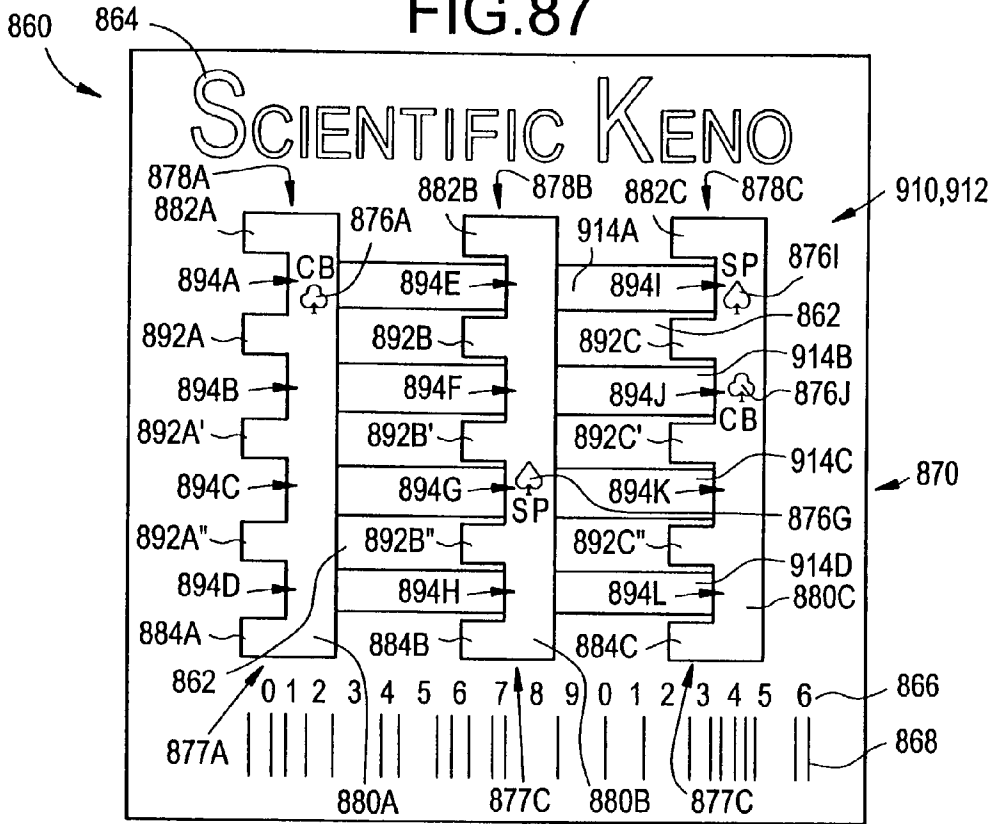 FIG.87
860 864
SCIENTIFIC KENO
878A 882B 878B 882C 878C
882A 876A 914A 910,912
894A CB 894E 894I SP 876I
892A 892B 892C 862
914B
894B 894F 894J 876J
CB
892A' 892B' 892C' 914C
894C 894G SP 894K 870
876G
892A" 892B" 892C" 914D
894D 894H 894L 880C
884A 884B 884C
862 0 1 2 3 4 5 6 7 8 9 0 1 2 3 4 5 6 866
877A 868
880A 877C 880B 877C